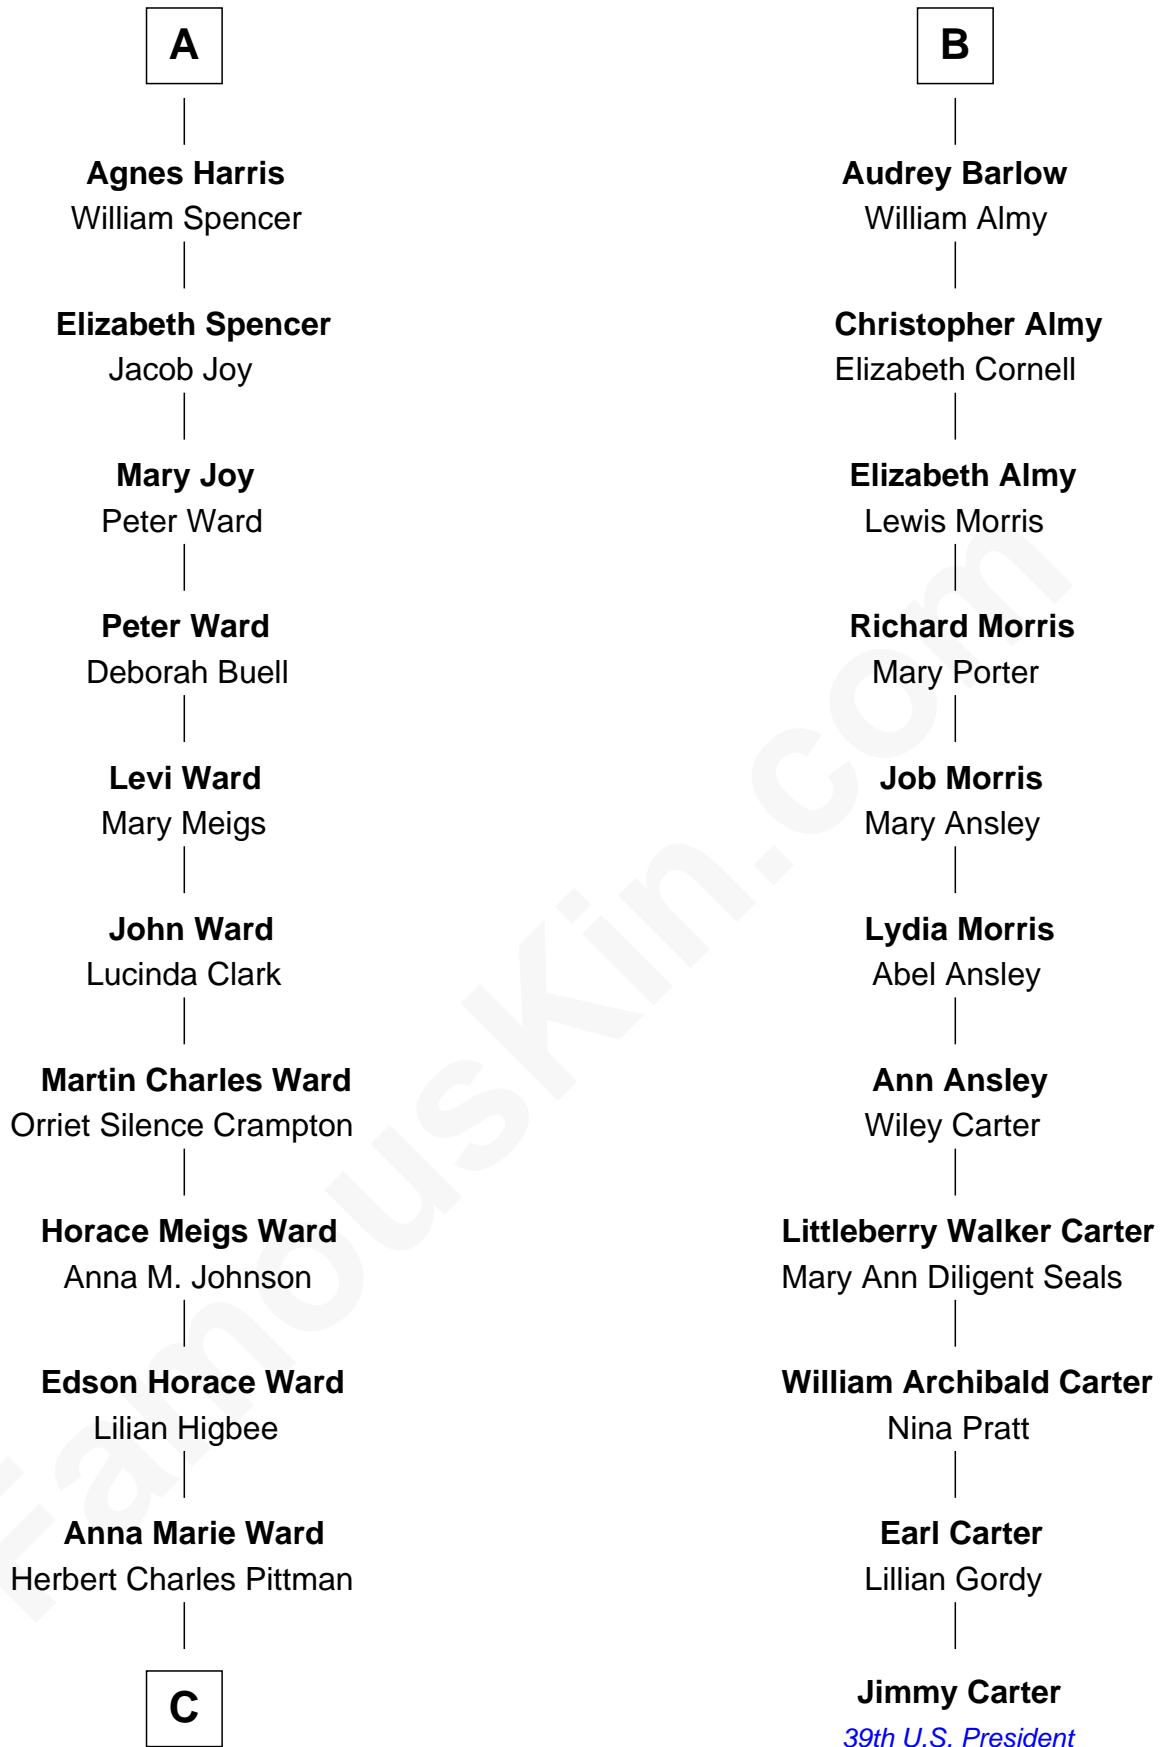 A
Agnes Harris
William Spencer
Elizabeth Spencer
Jacob Joy
Mary Joy
Peter Ward
Peter Ward
Deborah Buell
Levi Ward
Mary Meigs
John Ward
Lucinda Clark
Martin Charles Ward
Orriet Silence Crampton
Horace Meigs Ward
Anna M. Johnson
Edson Horace Ward
Lilian Higbee
Anna Marie Ward
Herbert Charles Pittman
C
B
Audrey Barlow
William Almy
Christopher Almy
Elizabeth Cornell
Elizabeth Almy
Lewis Morris
Richard Morris
Mary Porter
Job Morris
Mary Ansley
Lydia Morris
Abel Ansley
Ann Ansley
Wiley Carter
Littleberry Walker Carter
Mary Ann Diligent Seals
William Archibald Carter
Nina Pratt
Earl Carter
Lillian Gordy
Jimmy Carter
39th U.S. President
FamousKin.com